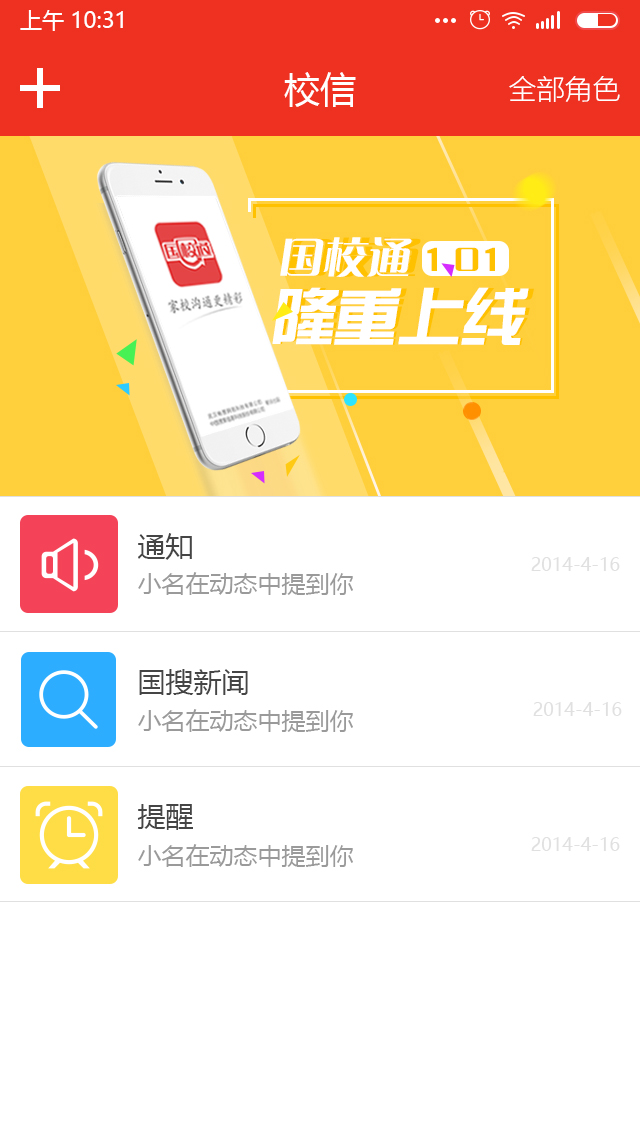 上午 10:31
校信
全部角色
国校通 1.01
隆重上线
家校沟通更精彩
通知
小名在动态中提到你
2014-4-16
国搜新闻
小名在动态中提到你
2014-4-16
提醒
小名在动态中提到你
2014-4-16